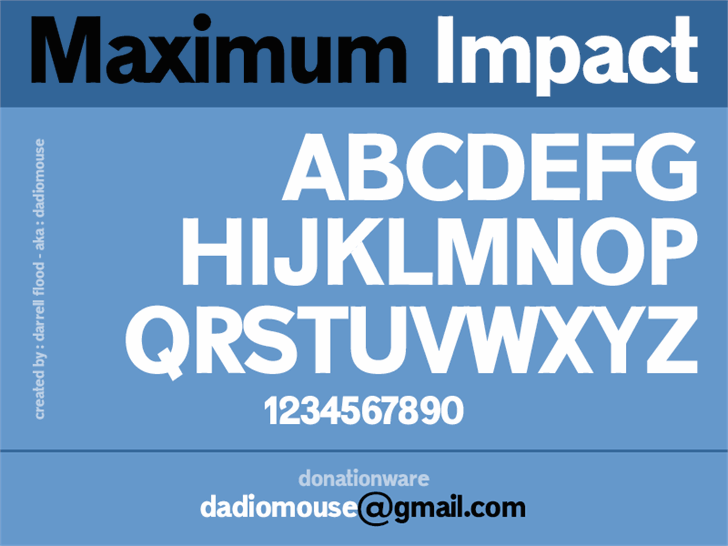 Maximum Impact
created by : darrell flood - aka : dadiomouse
ABCDEFG
HIJKLMNOP
QRSTUVWXYZ
1234567890
donationware
dadiomouse@gmail.com